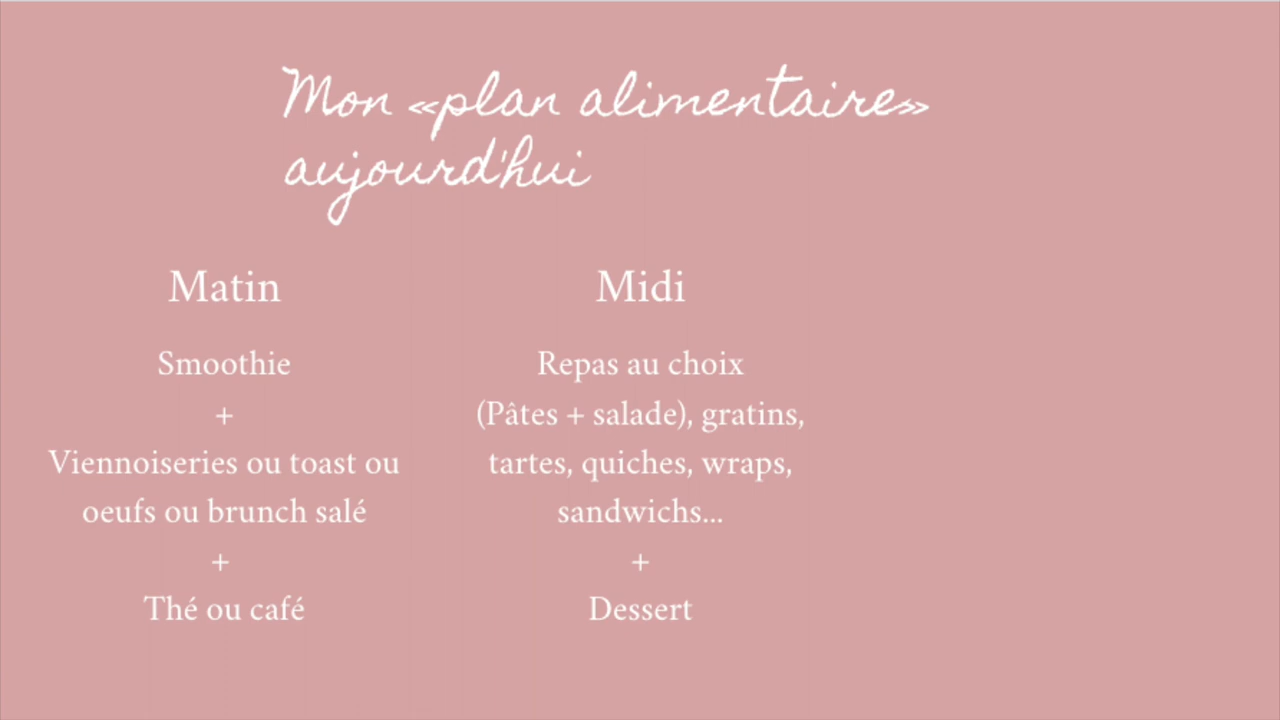 Mon «plan alimentaire»
aujourd'hui
Matin
Smoothie
+
Viennoiseries ou toast ou
oeufs ou brunch salé
+
Thé ou café
Midi
Repas au choix
(Pâtes + salade), gratins,
tartes, quiches, wraps,
sandwichs...
+
Dessert